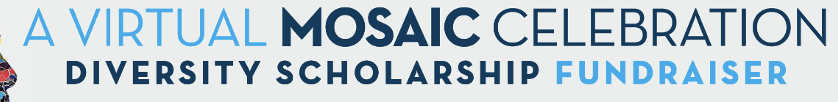 A VIRTUAL MOSAIC CELEBRATION
DIVERSITY SCHOLARSHIP FUNDRAISER